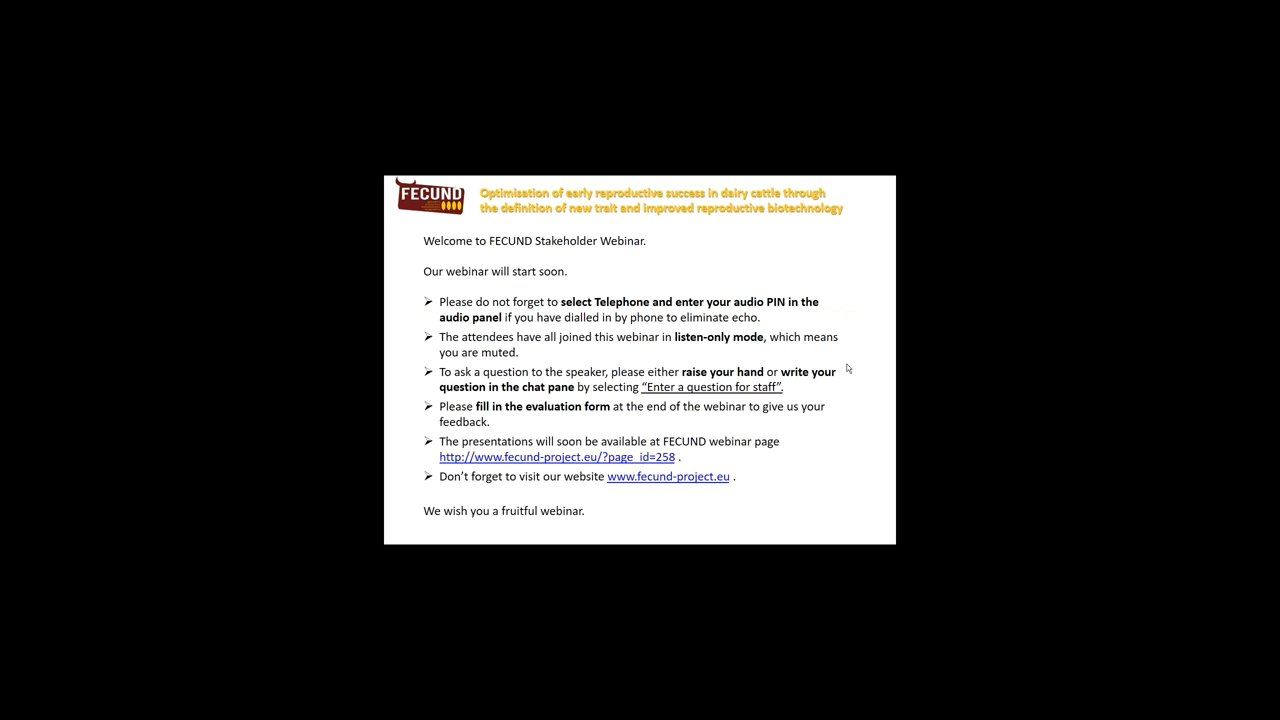 FECUND
Optimisation of early reproductive success in dairy cattle through
the definition of new trait and improved reproductive biotechnology
Welcome to FECUND Stakeholder Webinar.
Our webinar will start soon.
➢ Please do not forget to select Telephone and enter your audio PIN in the
audio panel if you have dialled in by phone to eliminate echo.
➢ The attendees have all joined this webinar in listen-only mode, which means
you are muted.
➢ To ask a question to the speaker, please either raise your hand or write your
question in the chat pane by selecting “Enter a question for staff”.
➢ Please fill in the evaluation form at the end of the webinar to give us your
feedback.
➢ The presentations will soon be available at FECUND webinar page
http://www.fecund-project.eu/?page_id=258 .
➢ Don’t forget to visit our website www.fecund-project.eu .
We wish you a fruitful webinar.